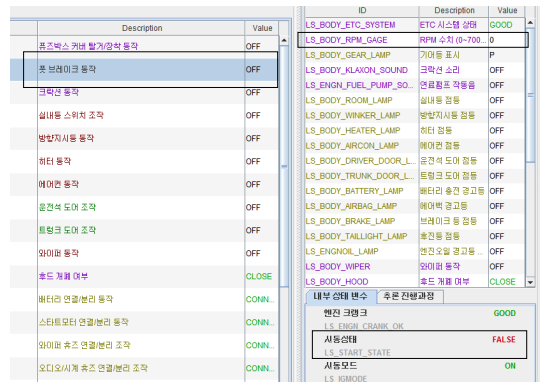 Description Value
퓨즈박스 커버 탈거/장착 동작 OFF
풋 브레이크 동작 OFF
크락션 동작 OFF
실내등 스위치 조작 OFF
방향지시등 동작 OFF
히터 동작 OFF
에어컨 동작 OFF
운전석 도어 조작 OFF
트렁크 도어 조작 OFF
와이퍼 동작 OFF
후드 개폐 여부 CLOSE
배터리 연결/분리 동작 CONN...
스타트모터 연결/분리 동작 CONN...
와이퍼 휴즈 연결/분리 조작 CONN...
오디오/시계 휴즈 연결/분리 조작 CONN...
ID Description Value
LS_BODY_ETC_SYSTEM ETC 시스템 상태 GOOD
LS_BODY_RPM_GAGE RPM 수치 (0~700... 0
LS_BODY_GEAR_LAMP 기어등 표시 P
LS_BODY_KLAXON_SOUND 크락션 소리 OFF
LS_ENGN_FUEL_PUMP_SO... 연료펌프 작동음 OFF
LS_BODY_ROOM_LAMP 실내등 점등 OFF
LS_BODY_WINKER_LAMP 방향지시등 점등 OFF
LS_BODY_HEATER_LAMP 히터 점등 OFF
LS_BODY_AIRCON_LAMP 에어컨 점등 OFF
LS_BODY_DRIVER_DOOR_L... 운전석 도어 점등 OFF
LS_BODY_TRUNK_DOOR_L... 트렁크 도어 점등 OFF
LS_BODY_BATTERY_LAMP 배터리 충전 경고등 OFF
LS_BODY_AIRBAG_LAMP 에어백 경고등 OFF
LS_BODY_BRAKE_LAMP 브레이크 등 점등 OFF
LS_BODY_TAILLIGHT_LAMP 후진등 점등 OFF
LS_ENGNOIL_LAMP 엔진오일 경고등 ... OFF
LS_BODY_WIPER 와이퍼 동작 OFF
LS_BODY_HOOD 후드 개폐 여부 CLOSE
내부 상태 변수 추론 진행과정
엔진 크랭크 GOOD
LS_ENGN_CRANK_OK
시동상태 FALSE
LS_START_STATE
시동모드 ON
LS_IGMODE